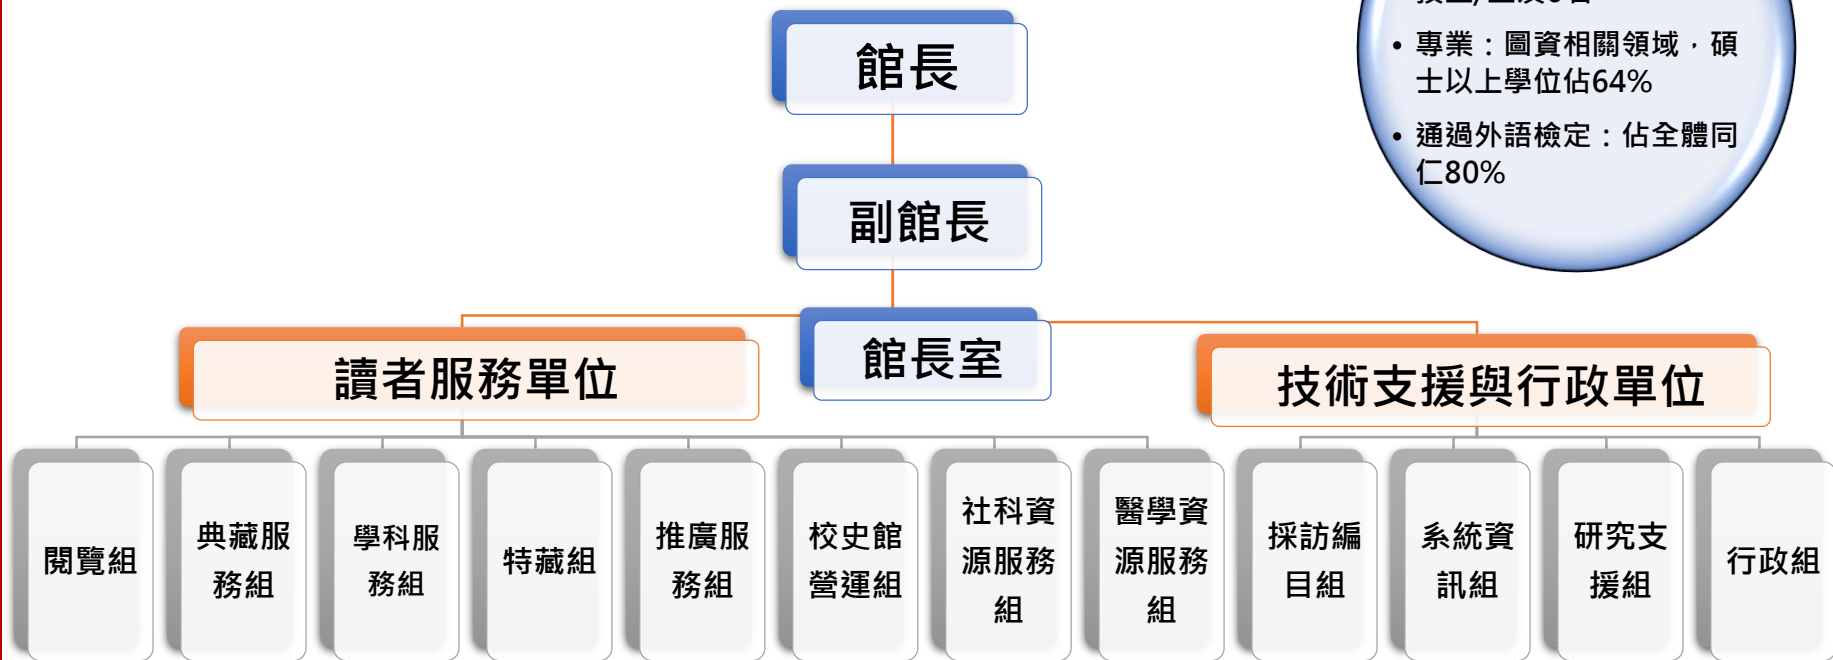 館長
• 專業：圖資相關領域，碩
士以上學位佔64%
• 通過外語檢定：佔全體同
仁80%
副館長
館長室
讀者服務單位
技術支援與行政單位
閱覽組
典藏服
務組
學科服
務組
特藏組
推廣服
務組
校史館
營運組
社科資
源服務
組
醫學資
源服務
組
採訪編
目組
系統資
訊組
研究支
援組
行政組